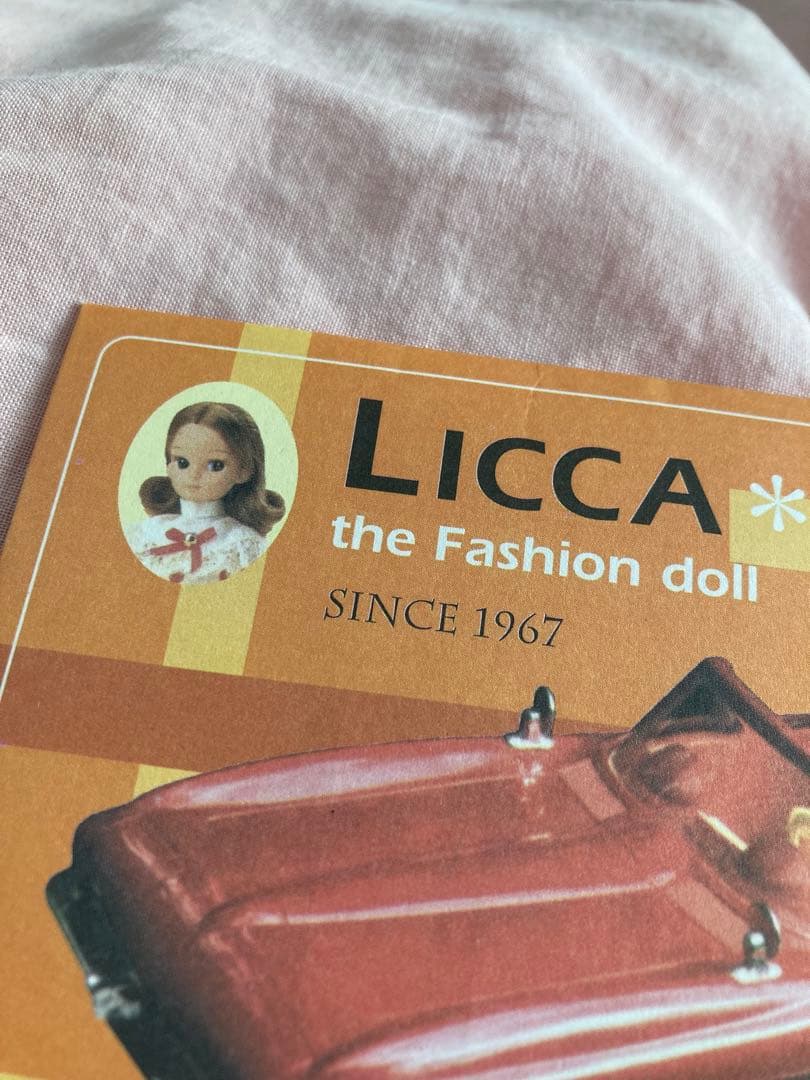 LICCA*
the Fashion doll
SINCE 1967